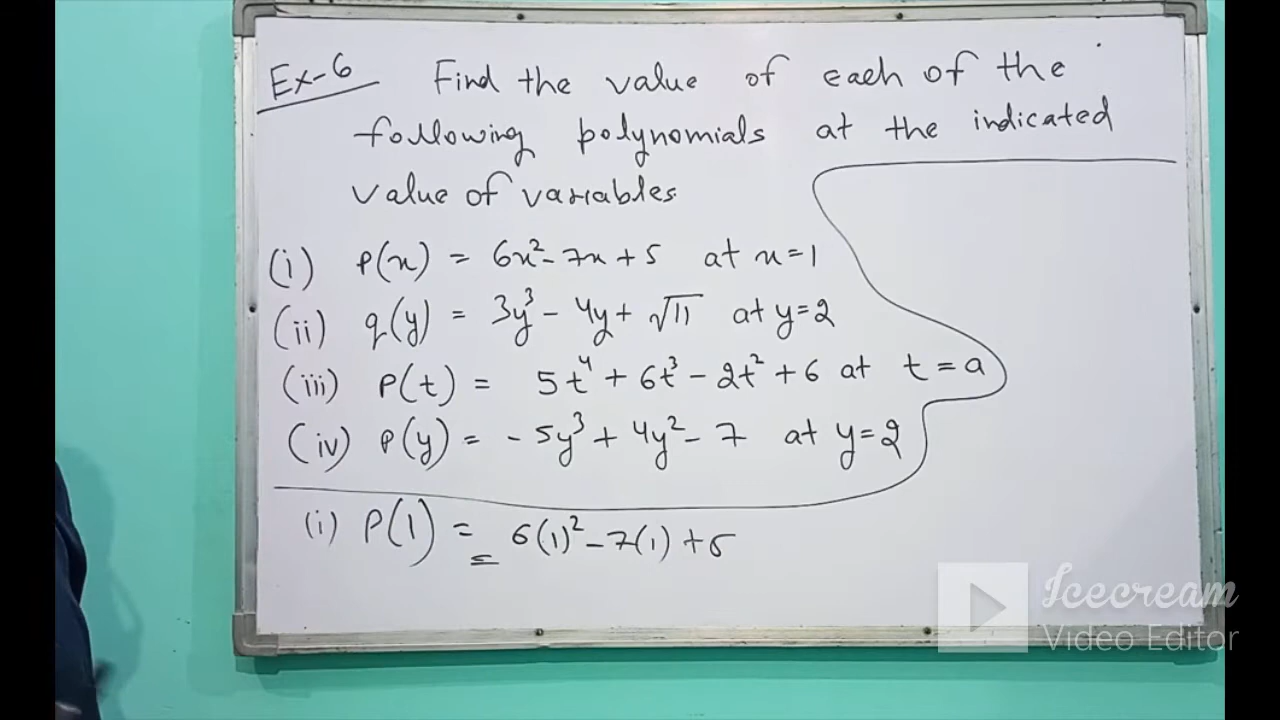 Ex-6 Find the value of each of the
following polynomials at the indicated
value of variables
(i) P(x) = 6x² - 7x + 5 at x = 1
(ii) q(y) = 3y³ - 4y + √11 at y = 2
(iii) P(t) = 5t⁴ + 6t³ - 2t² + 6 at t = a
(iv) P(y) = - 5y³ + 4y² - 7 at y = 2
(i) P(1) = 6(1)² - 7(1) + 5
=
Icecream
Video Editor